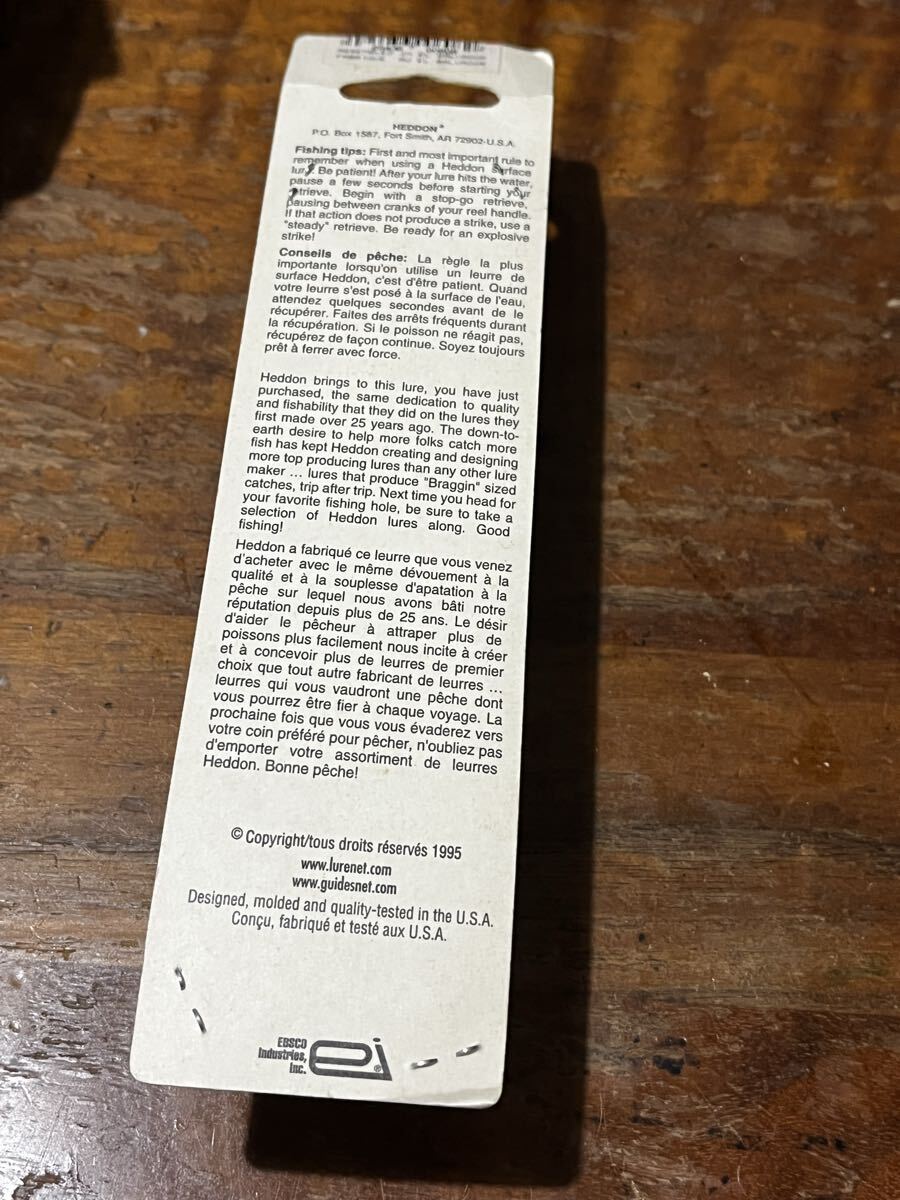 HEDDON®
P.O. Box 1587, Fort Smith, AR 72902-U.S.A.
Fishing tips: First and most important rule to
remember when using a Heddon surface
Be patient! After your lure hits the water,
pause a few seconds before starting your
retrieve. Begin with a stop-go retrieve,
pausing between cranks of your reel handle.
If that action does not produce a strike, use a
"steady" retrieve. Be ready for an explosive
strike!
Conseils de pêche: La règle la plus
importante lorsqu'on utilise un leurre de
surface Heddon, c'est d'être patient. Quand
votre leurre s'est posé à la surface de l'eau,
attendez quelques secondes avant de le
récupérer. Faites des arrêts fréquents durant
la récupération. Si le poisson ne réagit pas,
récupérez de façon continue. Soyez toujours
prêt à ferrer avec force.
Heddon brings to this lure, you have just
purchased, the same dedication to quality
and fishability that they did on the lures they
first made over 25 years ago. The down-to-
earth desire to help more folks catch more
fish has kept Heddon creating and designing
more top producing lures than any other lure
maker ... lures that produce "Braggin" sized
catches, trip after trip. Next time you head for
your favorite fishing hole, be sure to take a
selection of Heddon lures along. Good
fishing!
Heddon a fabriqué ce leurre que vous venez
d'acheter avec le même dévouement à la
qualité et à la souplesse d'apatation à la
pêche sur lequel nous avons bâti notre
réputation depuis plus de 25 ans. Le désir
d'aider le pêcheur à attraper plus de
poissons plus facilement nous incite à créer
et à concevoir plus de leurres de premier
choix que tout autre fabricant de leurres ...
leurres qui vous vaudront une pêche dont
vous pourrez être fier à chaque voyage. La
prochaine fois que vous vous évaderez vers
votre coin préféré pour pêcher, n'oubliez pas
d'emporter votre assortiment de leurres
Heddon. Bonne pêche!
© Copyright/tous droits réservés 1995
www.lurenet.com
www.guidesnet.com
Designed, molded and quality-tested in the U.S.A.
Conçu, fabriqué et testé aux U.S.A.
EBSCO
Industries,
Inc.
ei®